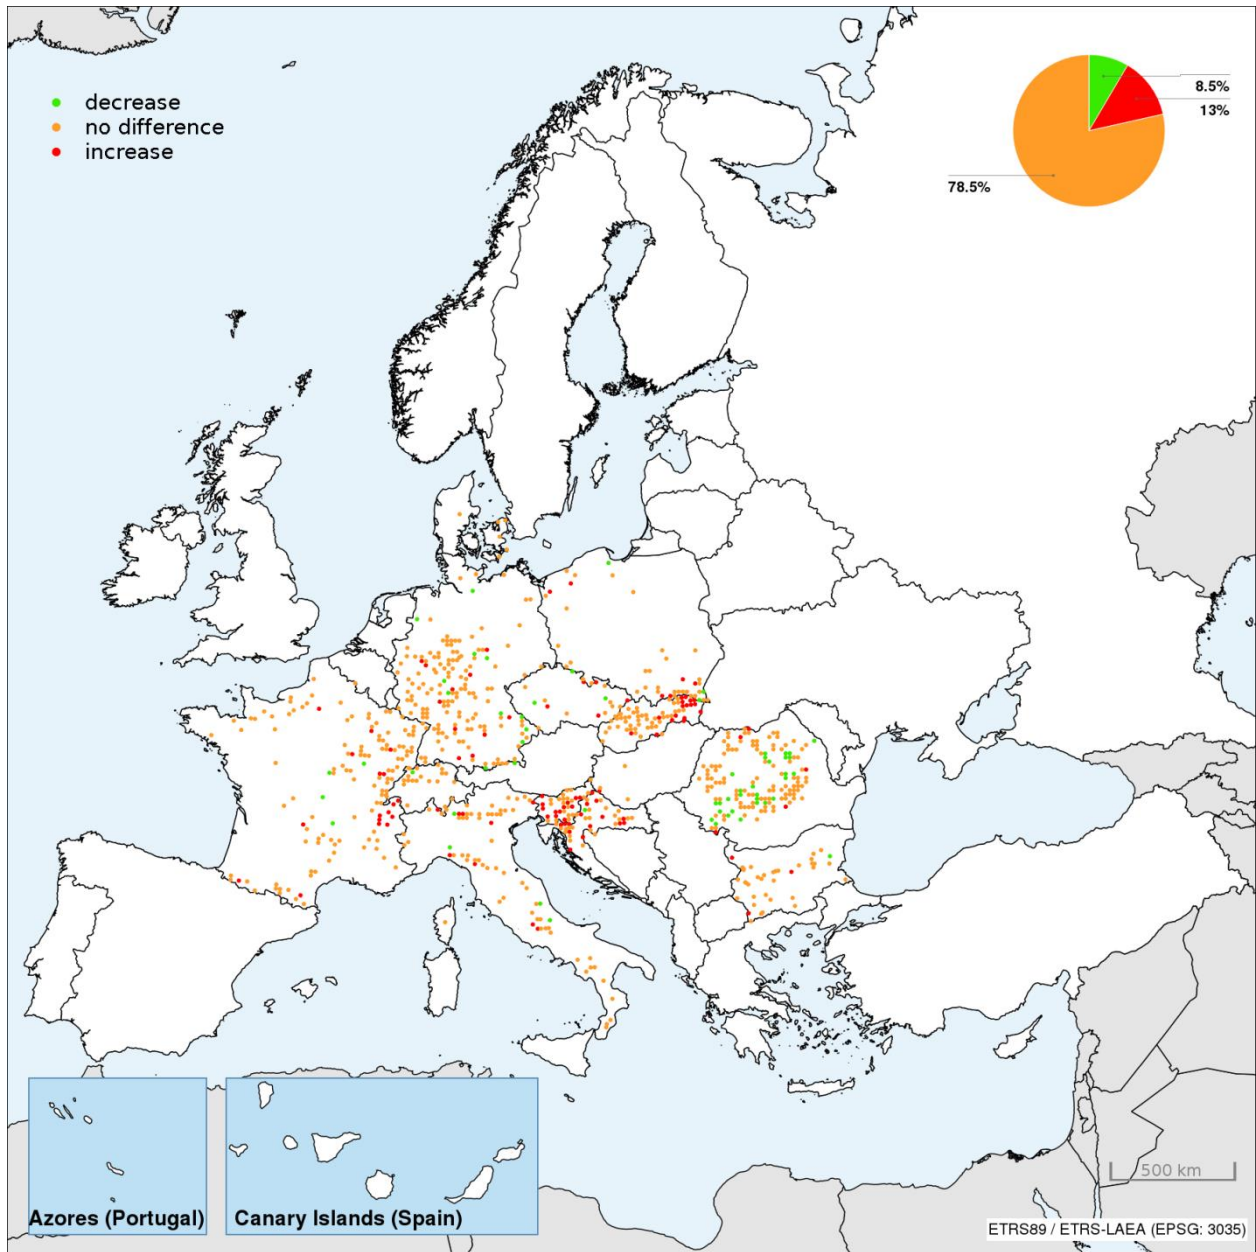 decrease
no difference
increase
8.5%
13%
78.5%
500 km
Azores (Portugal)
Canary Islands (Spain)
ETRS89 / ETRS-LAEA (EPSG: 3035)